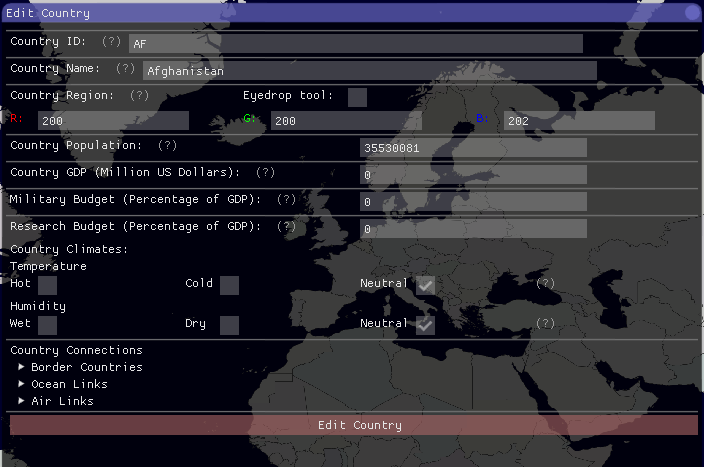 Edit Country
Country ID: (?) AF
Country Name: (?) Afghanistan
Country Region: (?) Eyedrop tool:
R: 200 G: 200 B: 202
Country Population: (?) 35530081
Country GDP (Million US Dollars): (?) 0
Military Budget (Percentage of GDP): (?) 0
Research Budget (Percentage of GDP): (?) 0
Country Climates:
Temperature
Hot Cold Neutral (?)
Humidity
Wet Dry Neutral (?)
Country Connections
Border Countries
Ocean Links
Air Links
Edit Country